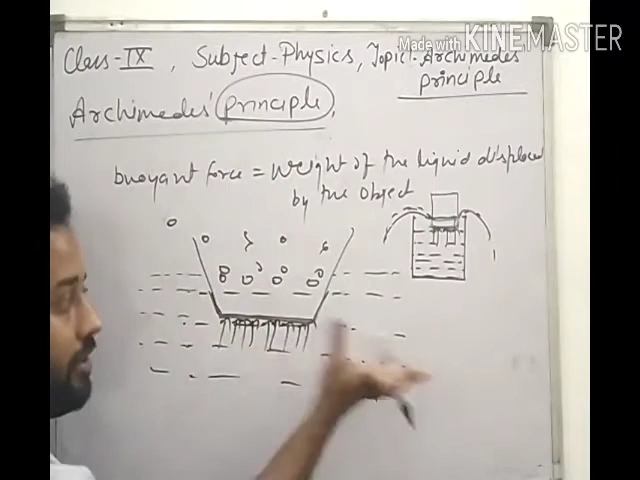 Made with KINEMASTER
Class-IX, Subject-Physics, Topic-Archimedes'
principle
Archimedes' principle,
buoyant force = weight of the liquid displaced
by the object